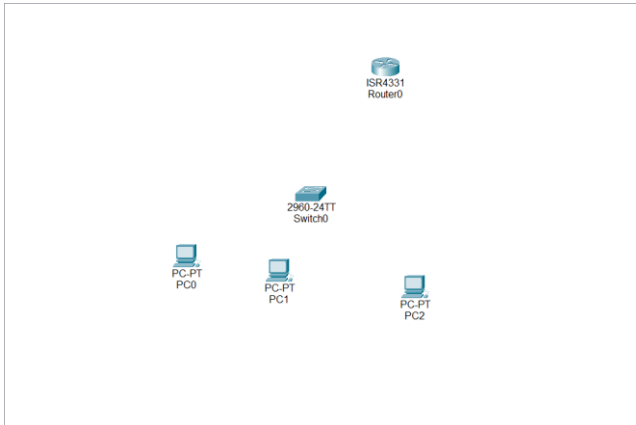 ISR4331
Router0
2960-24TT
Switch0
PC-PT
PC0
PC-PT
PC1
PC-PT
PC2